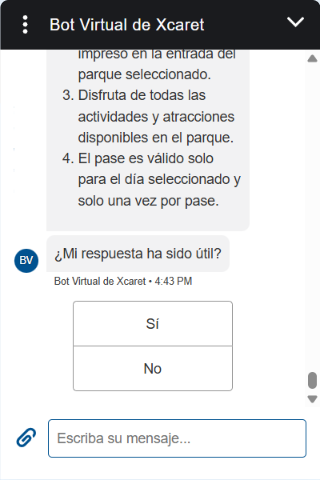 Bot Virtual de Xcaret
impreso en la entrada del
parque seleccionado.
3. Disfruta de todas las
actividades y atracciones
disponibles en el parque.
4. El pase es válido solo
para el día seleccionado y
solo una vez por pase.
¿Mi respuesta ha sido útil?
BV
Bot Virtual de Xcaret • 4:43 PM
Sí
No
Escriba su mensaje...